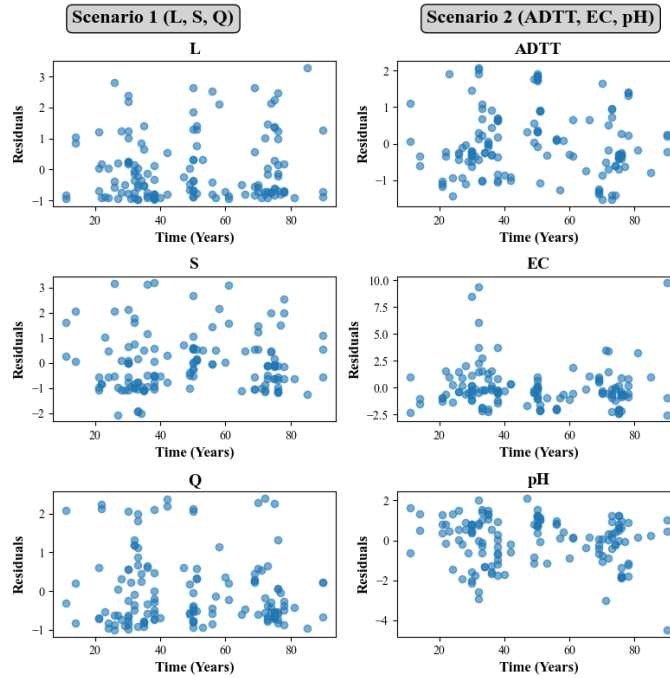 Scenario 1 (L, S, Q)
Scenario 2 (ADTT, EC, pH)
L
Residuals
3
2
1
0
−1
20 40 60 80
Time (Years)
ADTT
Residuals
2
1
0
−1
20 40 60 80
Time (Years)
S
Residuals
3
2
1
0
−1
−2
20 40 60 80
Time (Years)
EC
Residuals
10.0
7.5
5.0
2.5
0.0
−2.5
20 40 60 80
Time (Years)
Q
Residuals
2
1
0
−1
20 40 60 80
Time (Years)
pH
Residuals
2
0
−2
−4
20 40 60 80
Time (Years)